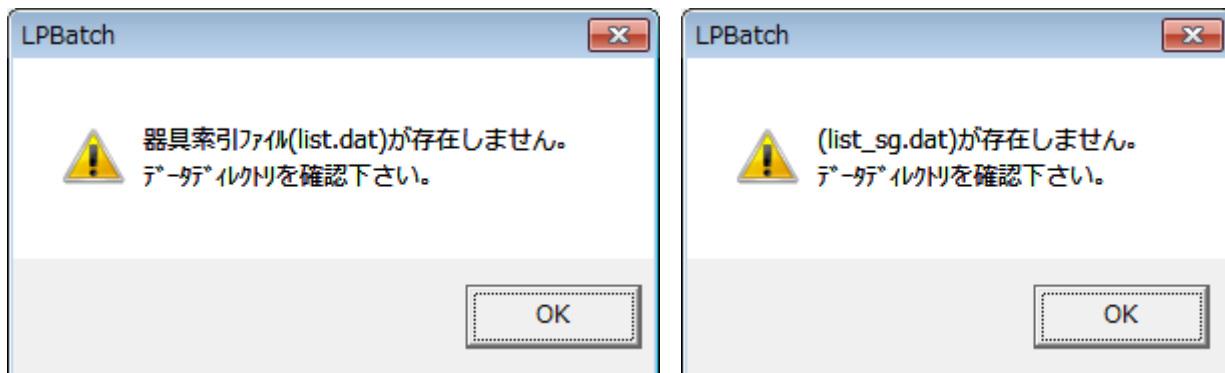 LPBatch
器具索引ﾌｧｲﾙ(list.dat)が存在しません。
ﾃﾞｰﾀﾃﾞｨﾚｸﾄﾘを確認下さい。
OK
LPBatch
(list_sg.dat)が存在しません。
ﾃﾞｰﾀﾃﾞｨﾚｸﾄﾘを確認下さい。
OK